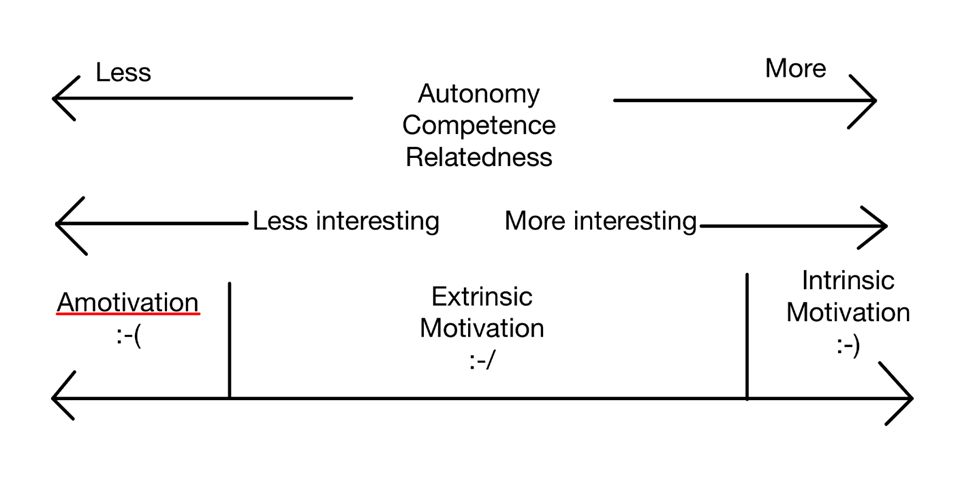 Less
More
Autonomy
Competence
Relatedness
Less interesting
More interesting
Amotivation
:-(
Extrinsic
Motivation
:-/
Intrinsic
Motivation
:-)